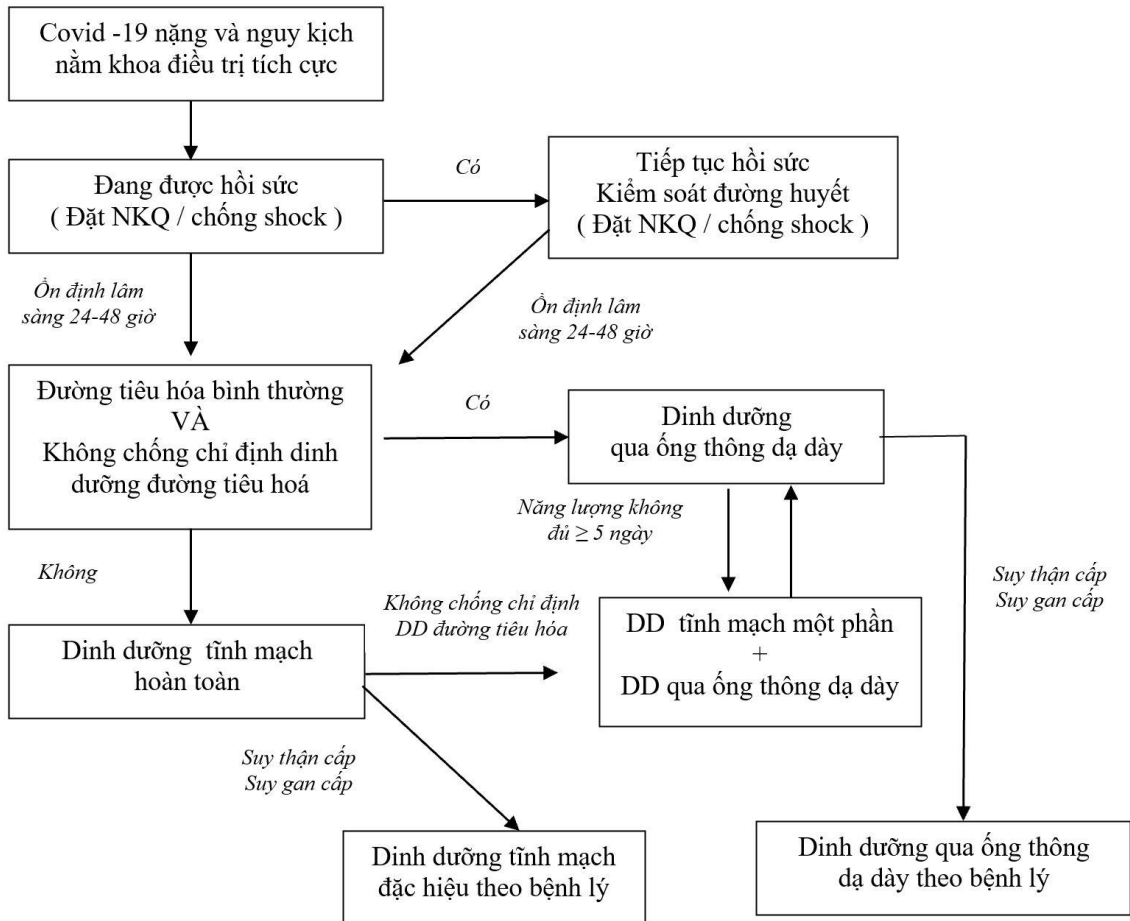 Covid -19 nặng và nguy kịch
nằm khoa điều trị tích cực
Đang được hồi sức
( Đặt NKQ / chống shock )
Có
Tiếp tục hồi sức
Kiểm soát đường huyết
( Đặt NKQ / chống shock )
Ổn định lâm
sàng 24-48 giờ
Ổn định lâm
sàng 24-48 giờ
Đường tiêu hóa bình thường
VÀ
Không chống chỉ định dinh
dưỡng đường tiêu hoá
Có
Dinh dưỡng
qua ống thông dạ dày
Năng lượng không
đủ ≥ 5 ngày
Không
Suy thận cấp
Suy gan cấp
Dinh dưỡng tĩnh mạch
hoàn toàn
Không chống chỉ định
DD đường tiêu hóa
DD tĩnh mạch một phần
+
DD qua ống thông dạ dày
Suy thận cấp
Suy gan cấp
Dinh dưỡng tĩnh mạch
đặc hiệu theo bệnh lý
Dinh dưỡng qua ống thông
dạ dày theo bệnh lý